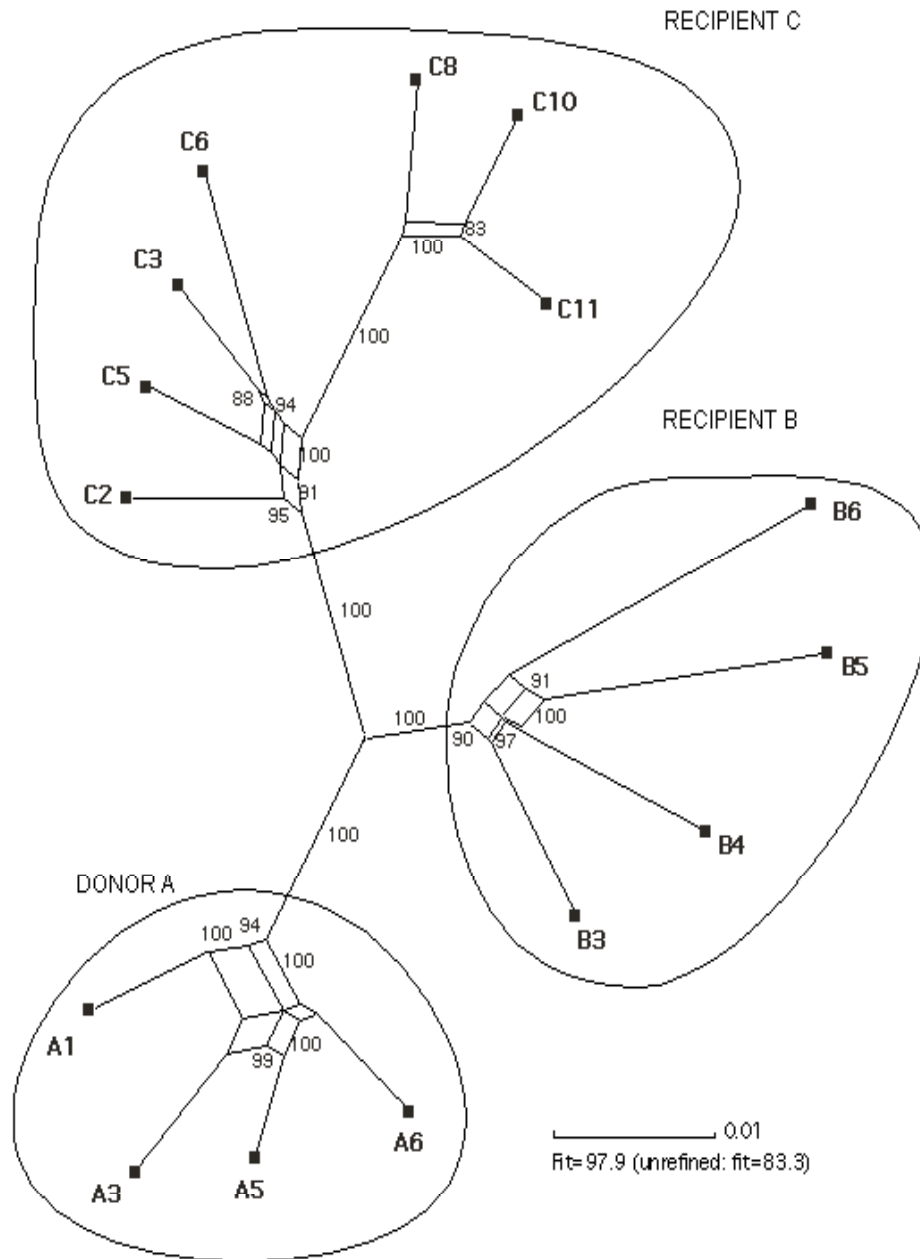 RECIPIENT C
C8
C10
C6
83
100
C3
C11
100
C5
88
94
RECIPIENT B
100
C2
91
95
B6
100
B5
91
100
100
90
97
B4
100
DONOR A
B3
94
100
100
A1
100
99
A6
0.01
A5
A3
Fit=97.9 (unrefined: fit=83.3)